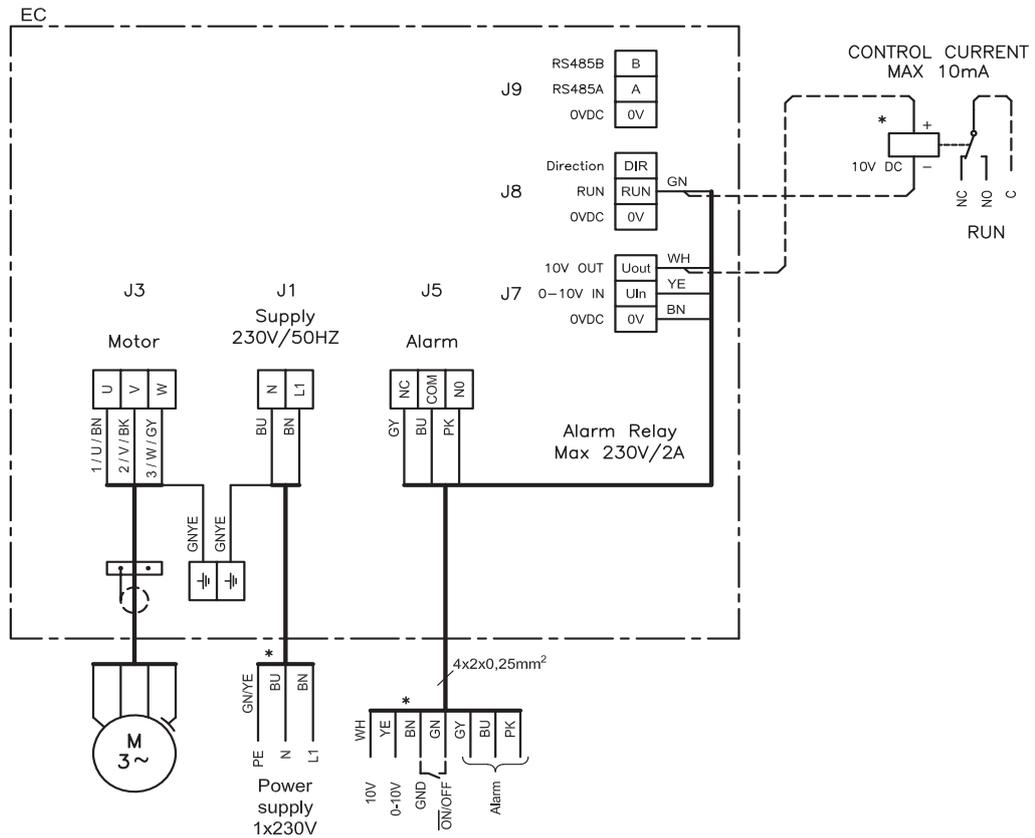 EC
CONTROL CURRENT
MAX 10mA
J9
RS485B B
RS485A A
0VDC 0V
*
+
10V DC
−
NC
NO
C
RUN
J8
Direction DIR
RUN RUN GN
0VDC 0V
J7
10V OUT Uout WH
0-10V IN UIn YE
0VDC 0V BN
J3
Motor
U V W
1/U/BN
2/V/BK
3/W/GY
J1
Supply
230V/50HZ
N L1
BU
BN
J5
Alarm
NC COM N0
GY
BU
PK
Alarm Relay
Max 230V/2A
GNYE
GNYE
M
3~
*
GN/YE
BU
BN
PE
N
L1
Power
supply
1x230V
4x2x0,25mm²
*
WH
YE
BN
GN
GY
BU
PK
10V
0-10V
GND
ON/OFF
Alarm